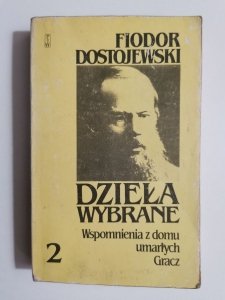 FIODOR
DOSTOJEWSKI
DZIEŁA
WYBRANE
Wspomnienia z domu
umarłych
Gracz
2